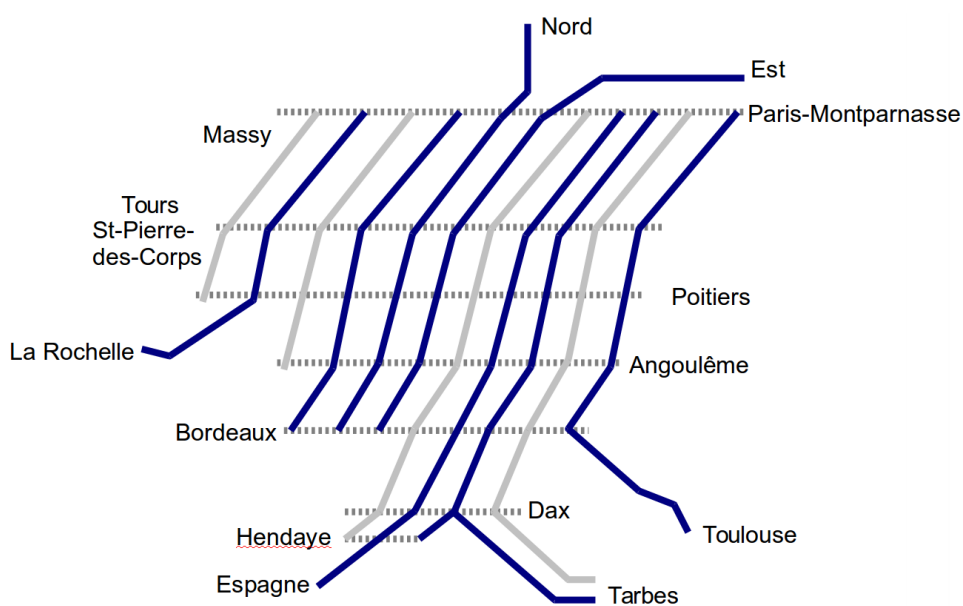 Nord
Est
Paris-Montparnasse
Massy
Tours
St-Pierre-
des-Corps
Poitiers
La Rochelle
Angoulême
Bordeaux
Dax
Hendaye
Toulouse
Espagne
Tarbes